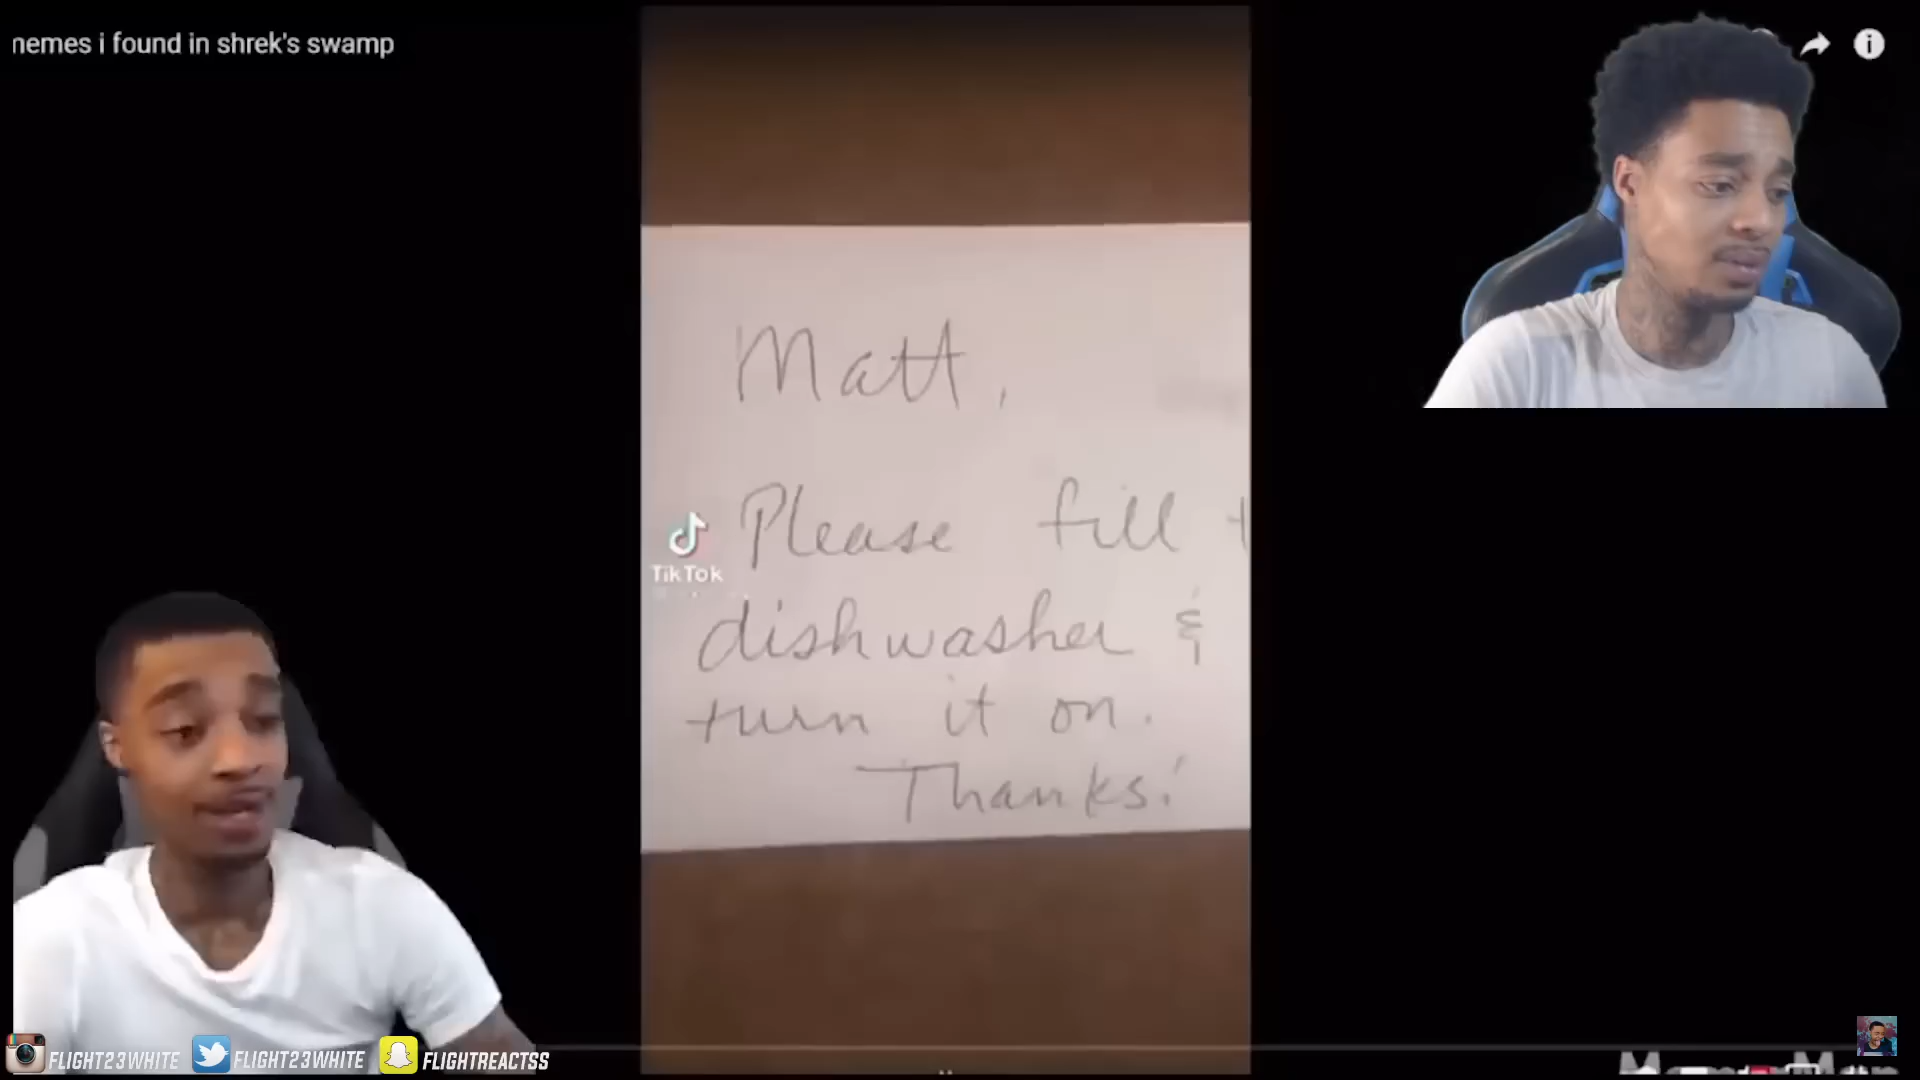 nemes i found in shrek's swamp
Matt,
Please fill t
dishwasher &
turn it on.
Thanks!
TikTok
FLIGHT23WHITE
FLIGHT23WHITE
FLIGHTREACTSS